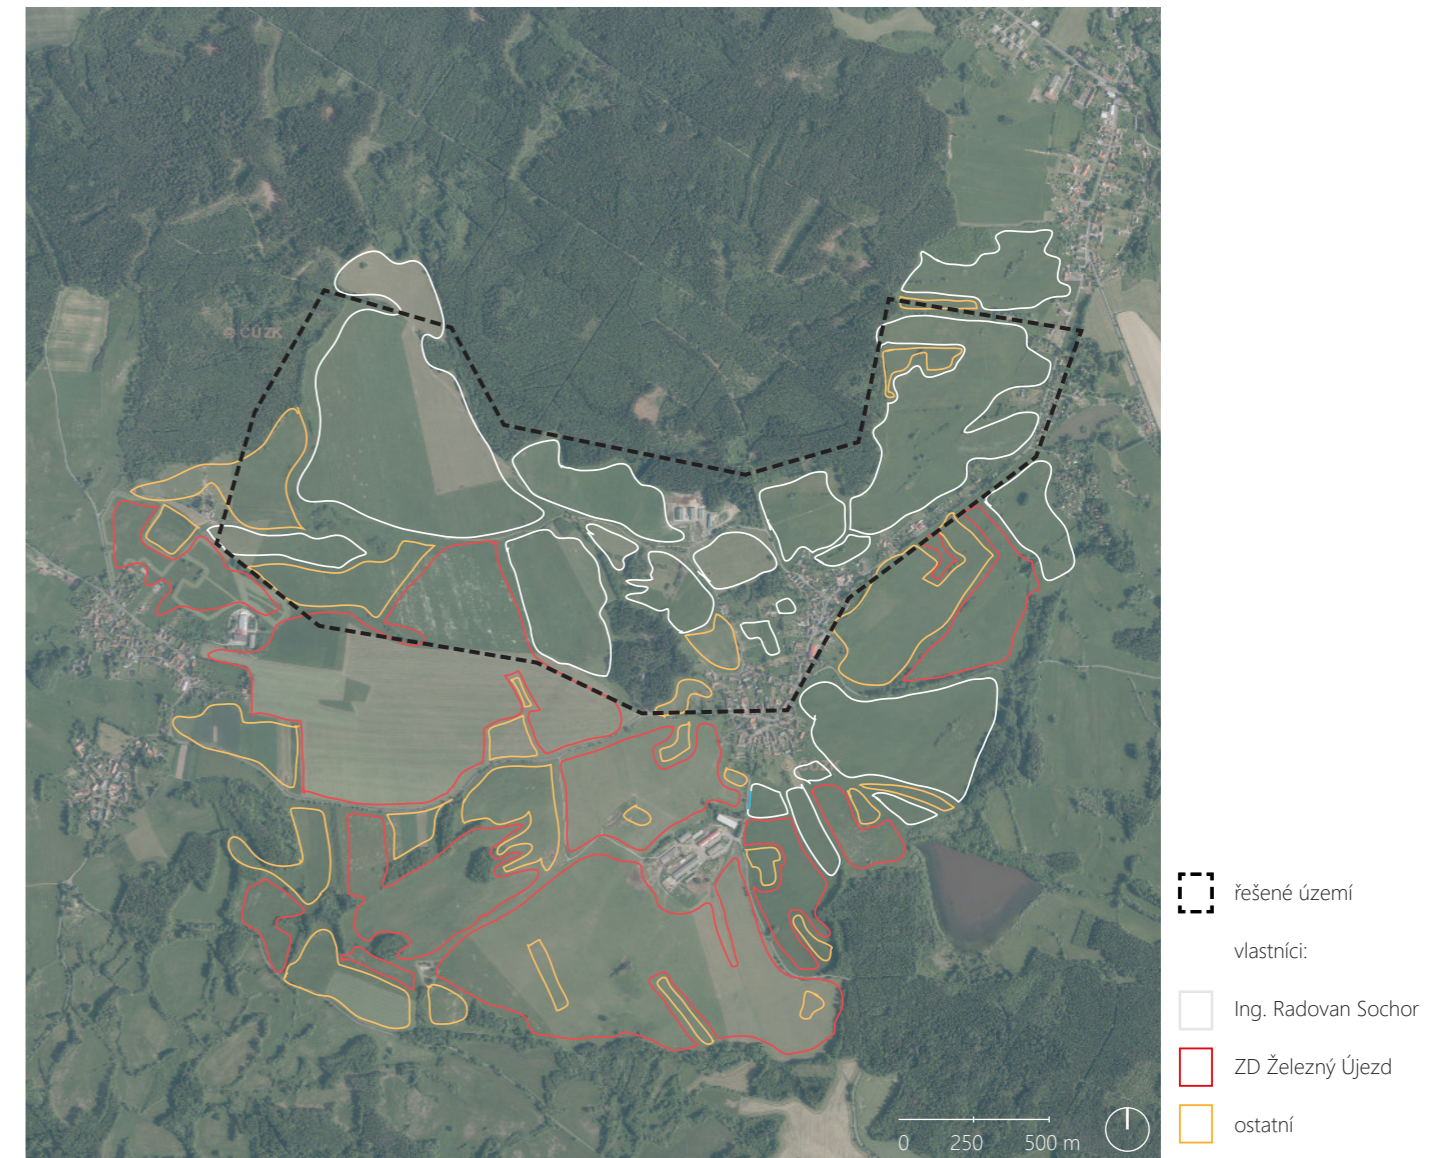 © ČÚZK
řešené území
vlastníci:
Ing. Radovan Sochor
ZD Železný Újezd
ostatní
0 250 500 m